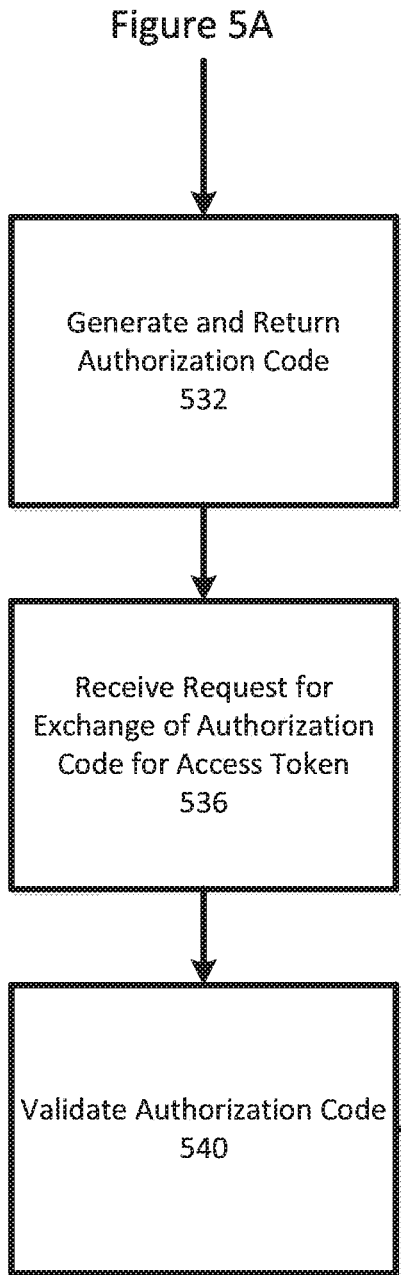 Figure 5A
Generate and Return
Authorization Code
532
Receive Request for
Exchange of Authorization
Code for Access Token
536
Validate Authorization Code
540